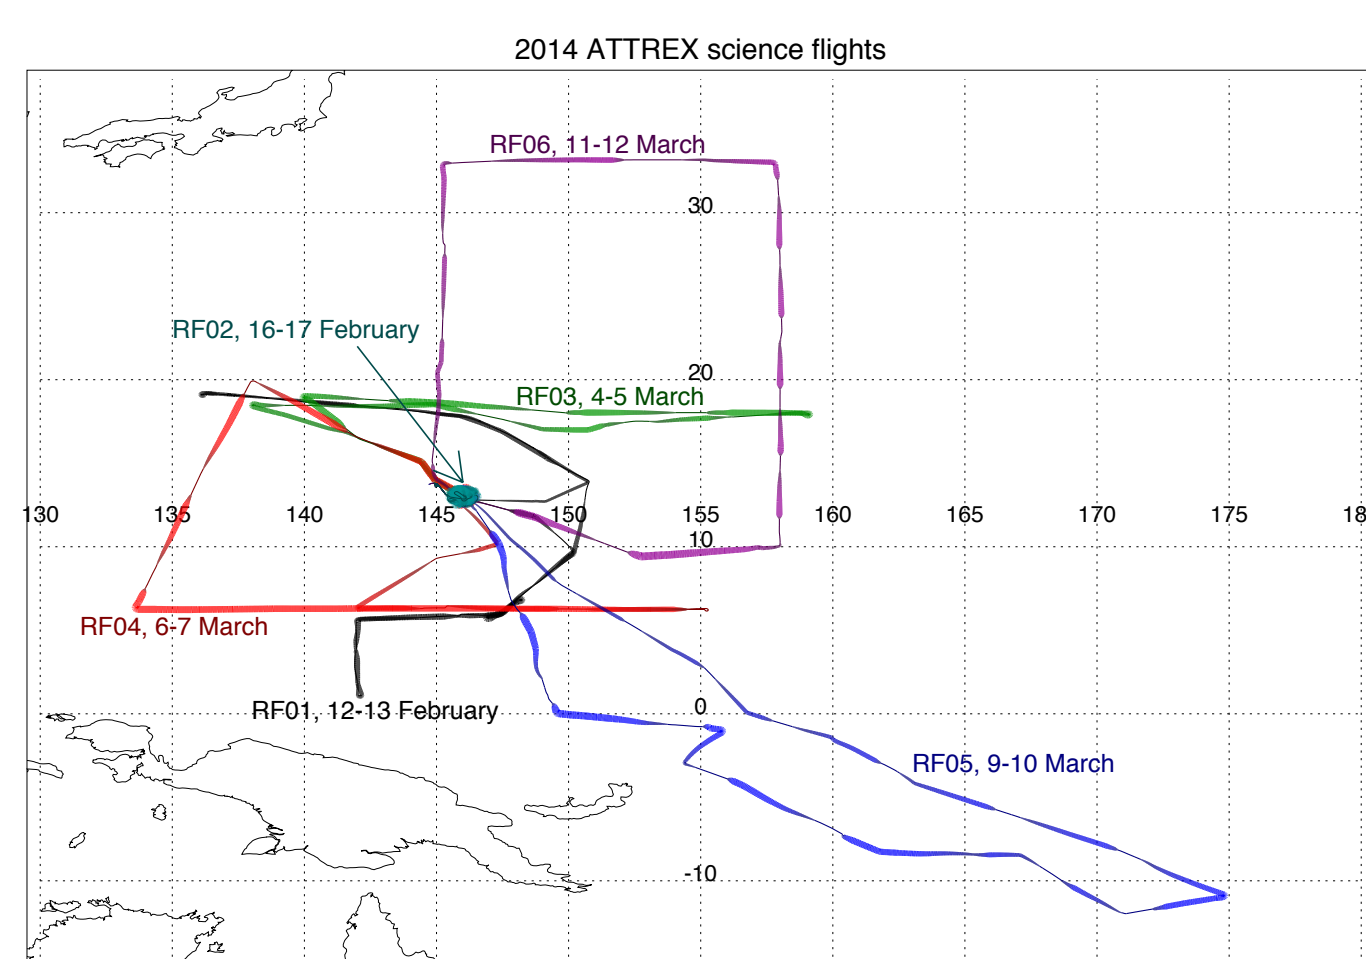 2014 ATTREX science flights
RF06, 11-12 March
30
RF02, 16-17 February
20
RF03, 4-5 March
130 135 140 145 150 155 160 165 170 175 18
10
RF04, 6-7 March
RF01, 12-13 February
0
RF05, 9-10 March
-10